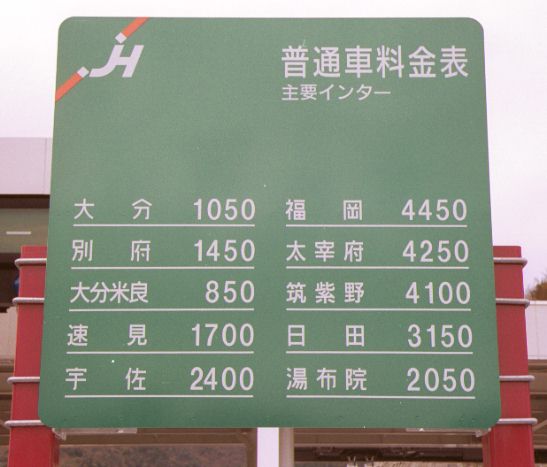 JH
普通車料金表
主要インター
大分 1050
別府 1450
大分米良 850
速見 1700
宇佐 2400
福岡 4450
太宰府 4250
筑紫野 4100
日田 3150
湯布院 2050